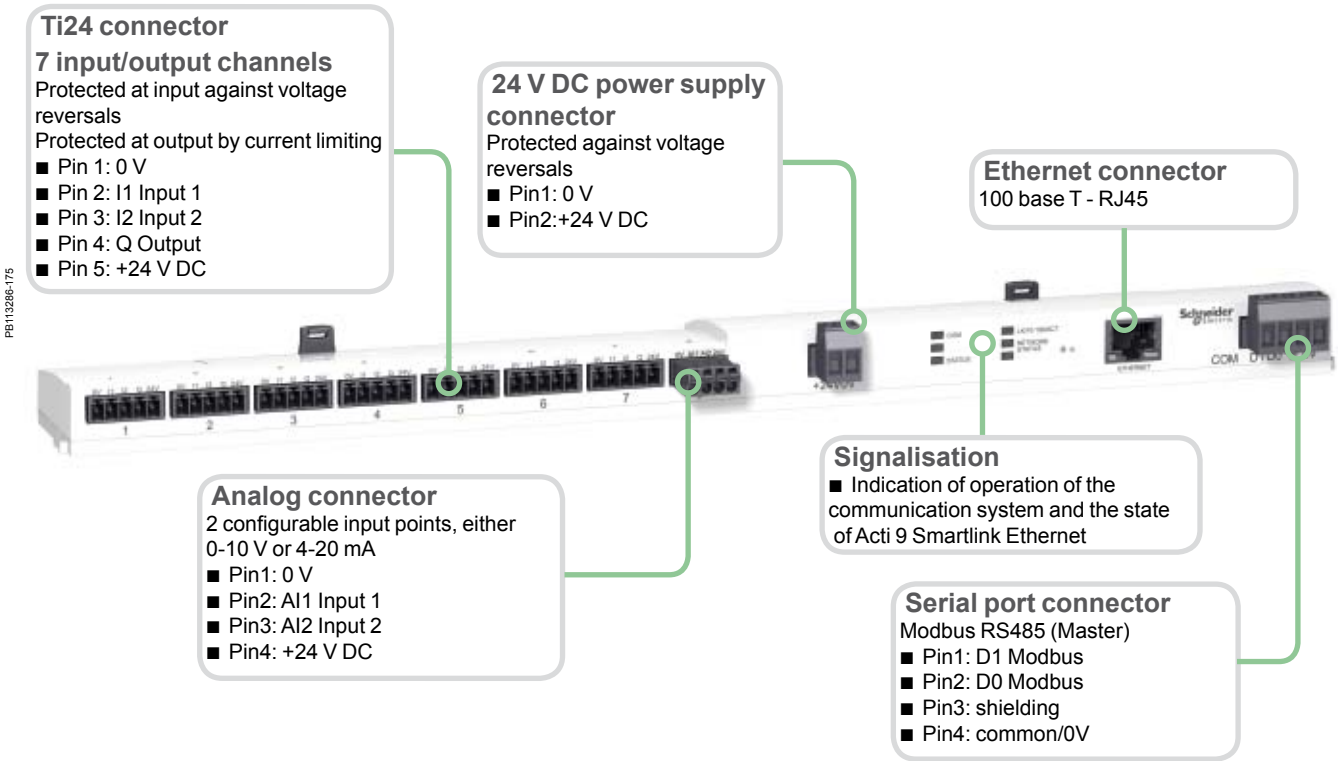 Ti24 connector
7 input/output channels
Protected at input against voltage
reversals
Protected at output by current limiting
■ Pin 1: 0 V
■ Pin 2: I1 Input 1
■ Pin 3: I2 Input 2
■ Pin 4: Q Output
■ Pin 5: +24 V DC
24 V DC power supply
connector
Protected against voltage
reversals
■ Pin1: 0 V
■ Pin2:+24 V DC
Ethernet connector
100 base T - RJ45
PB113286-175
Schneider
Electric
STATUS
NETWORK
STATUS
ETHERNET
COM
1
2
3
4
5
6
7
Analog connector
2 configurable input points, either
0-10 V or 4-20 mA
■ Pin1: 0 V
■ Pin2: AI1 Input 1
■ Pin3: AI2 Input 2
■ Pin4: +24 V DC
Signalisation
■ Indication of operation of the
communication system and the state
of Acti 9 Smartlink Ethernet
Serial port connector
Modbus RS485 (Master)
■ Pin1: D1 Modbus
■ Pin2: D0 Modbus
■ Pin3: shielding
■ Pin4: common/0V